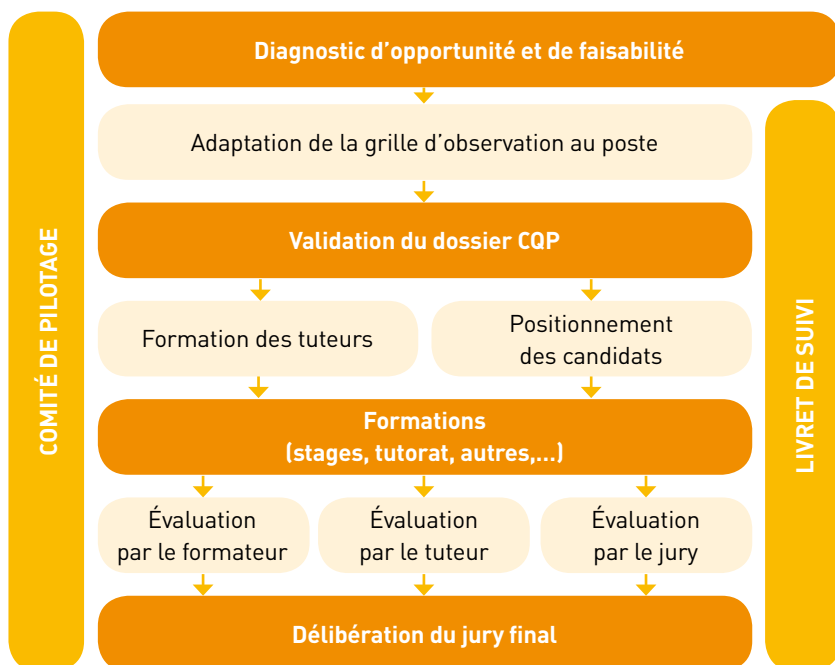 COMITÉ DE PILOTAGE
Diagnostic d'opportunité et de faisabilité
Adaptation de la grille d'observation au poste
Validation du dossier CQP
Formation des tuteurs
Positionnement
des candidats
Formations
(stages, tutorat, autres,...)
Évaluation
par le formateur
Évaluation
par le tuteur
Évaluation
par le jury
Délibération du jury final
LIVRET DE SUIVI